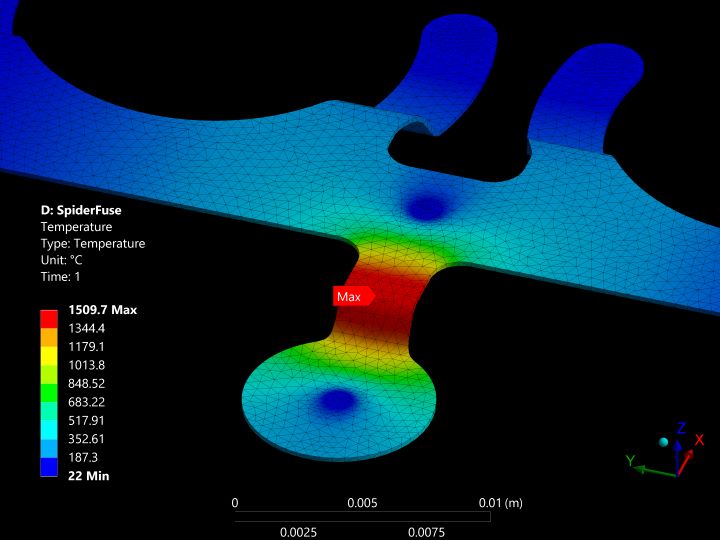 D: SpiderFuse
Temperature
Type: Temperature
Unit: °C
Time: 1
Max
1509.7 Max
1344.4
1179.1
1013.8
848.52
683.22
517.91
352.61
187.3
22 Min
0 0.005 0.01 (m)
0.0025 0.0075
Z
X
Y